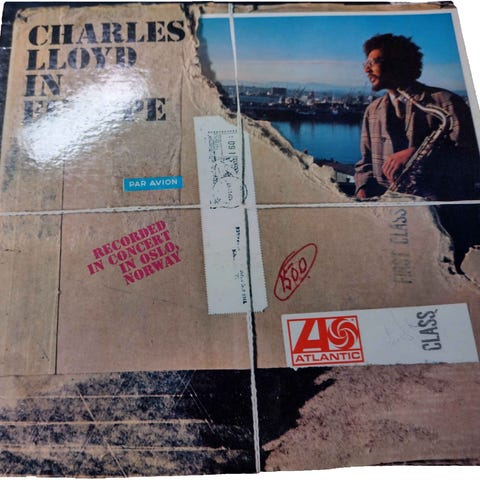 CHARLES
LLOYD
IN
EUROPE
PAR AVION
RECORDED
IN CONCERT
IN OSLO,
NORWAY
FIRST CLASS
ATLANTIC
CLASS